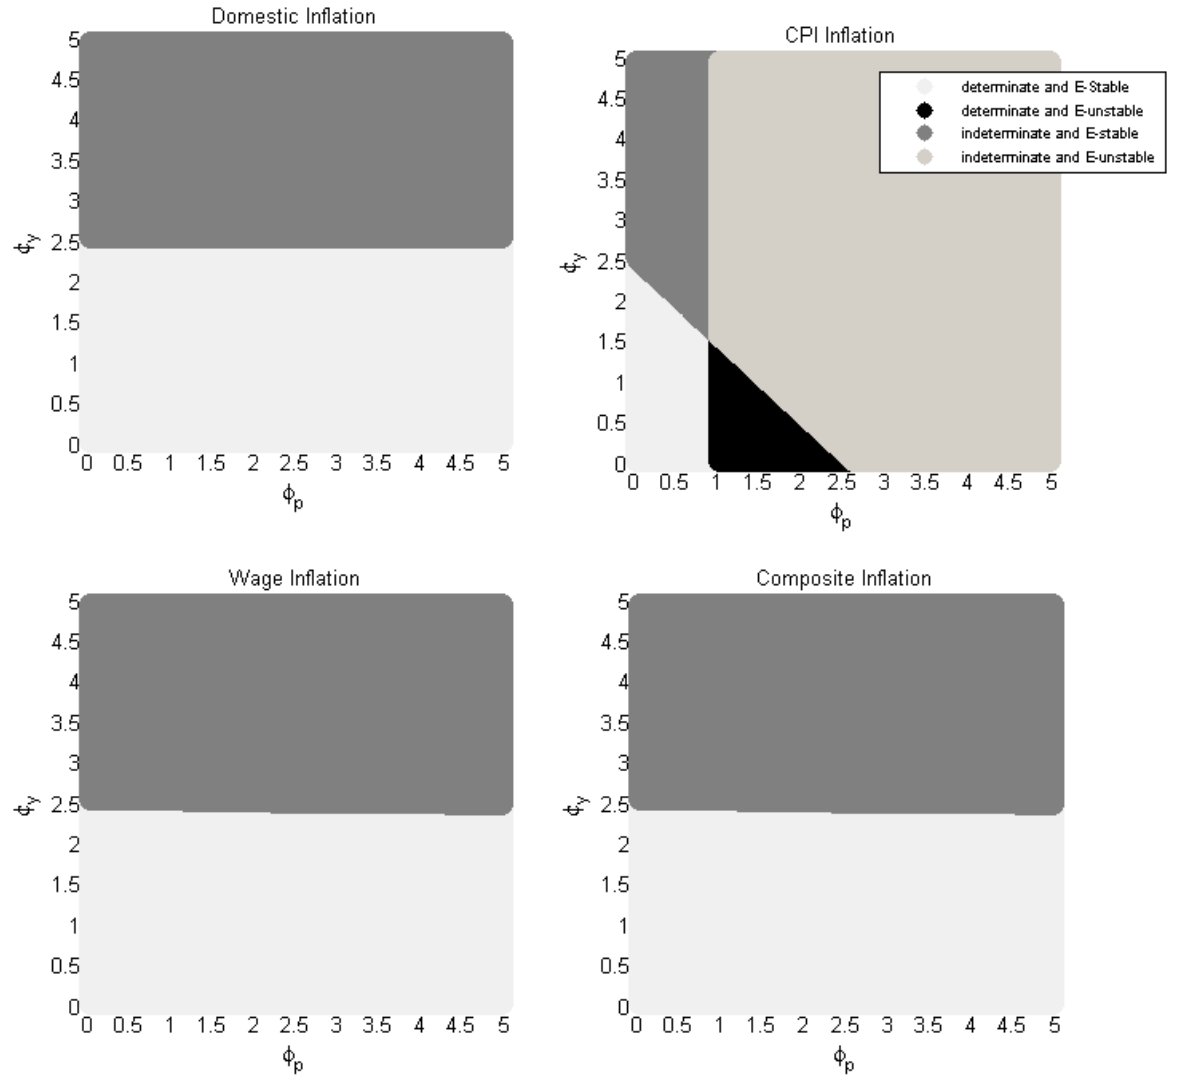 Domestic Inflation
5
4.5
4
3.5
3
2.5
2
1.5
1
0.5
0
ϕy
0 0.5 1 1.5 2 2.5 3 3.5 4 4.5 5
ϕp
CPI Inflation
5
4.5
4
3.5
3
2.5
2
1.5
1
0.5
0
ϕy
0 0.5 1 1.5 2 2.5 3 3.5 4 4.5 5
ϕp
determinate and E-Stable
determinate and E-unstable
indeterminate and E-stable
indeterminate and E-unstable
Wage Inflation
5
4.5
4
3.5
3
2.5
2
1.5
1
0.5
0
ϕy
0 0.5 1 1.5 2 2.5 3 3.5 4 4.5 5
ϕp
Composite Inflation
5
4.5
4
3.5
3
2.5
2
1.5
1
0.5
0
ϕy
0 0.5 1 1.5 2 2.5 3 3.5 4 4.5 5
ϕp